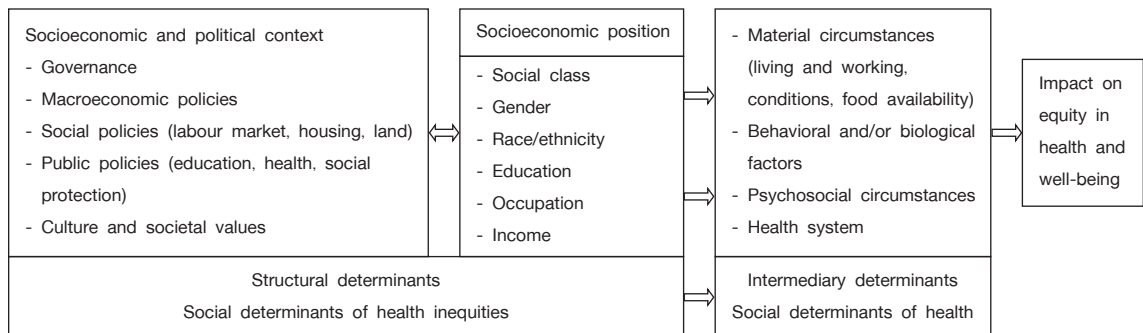 Socioeconomic and political context
- Governance
- Macroeconomic policies
- Social policies (labour market, housing, land)
- Public policies (education, health, social
protection)
- Culture and societal values
Socioeconomic position
- Social class
- Gender
- Race/ethnicity
- Education
- Occupation
- Income
- Material circumstances
(living and working,
conditions, food availability)
- Behavioral and/or biological
factors
- Psychosocial circumstances
- Health system
Impact on
equity in
health and
well-being
Structural determinants
Social determinants of health inequities
Intermediary determinants
Social determinants of health